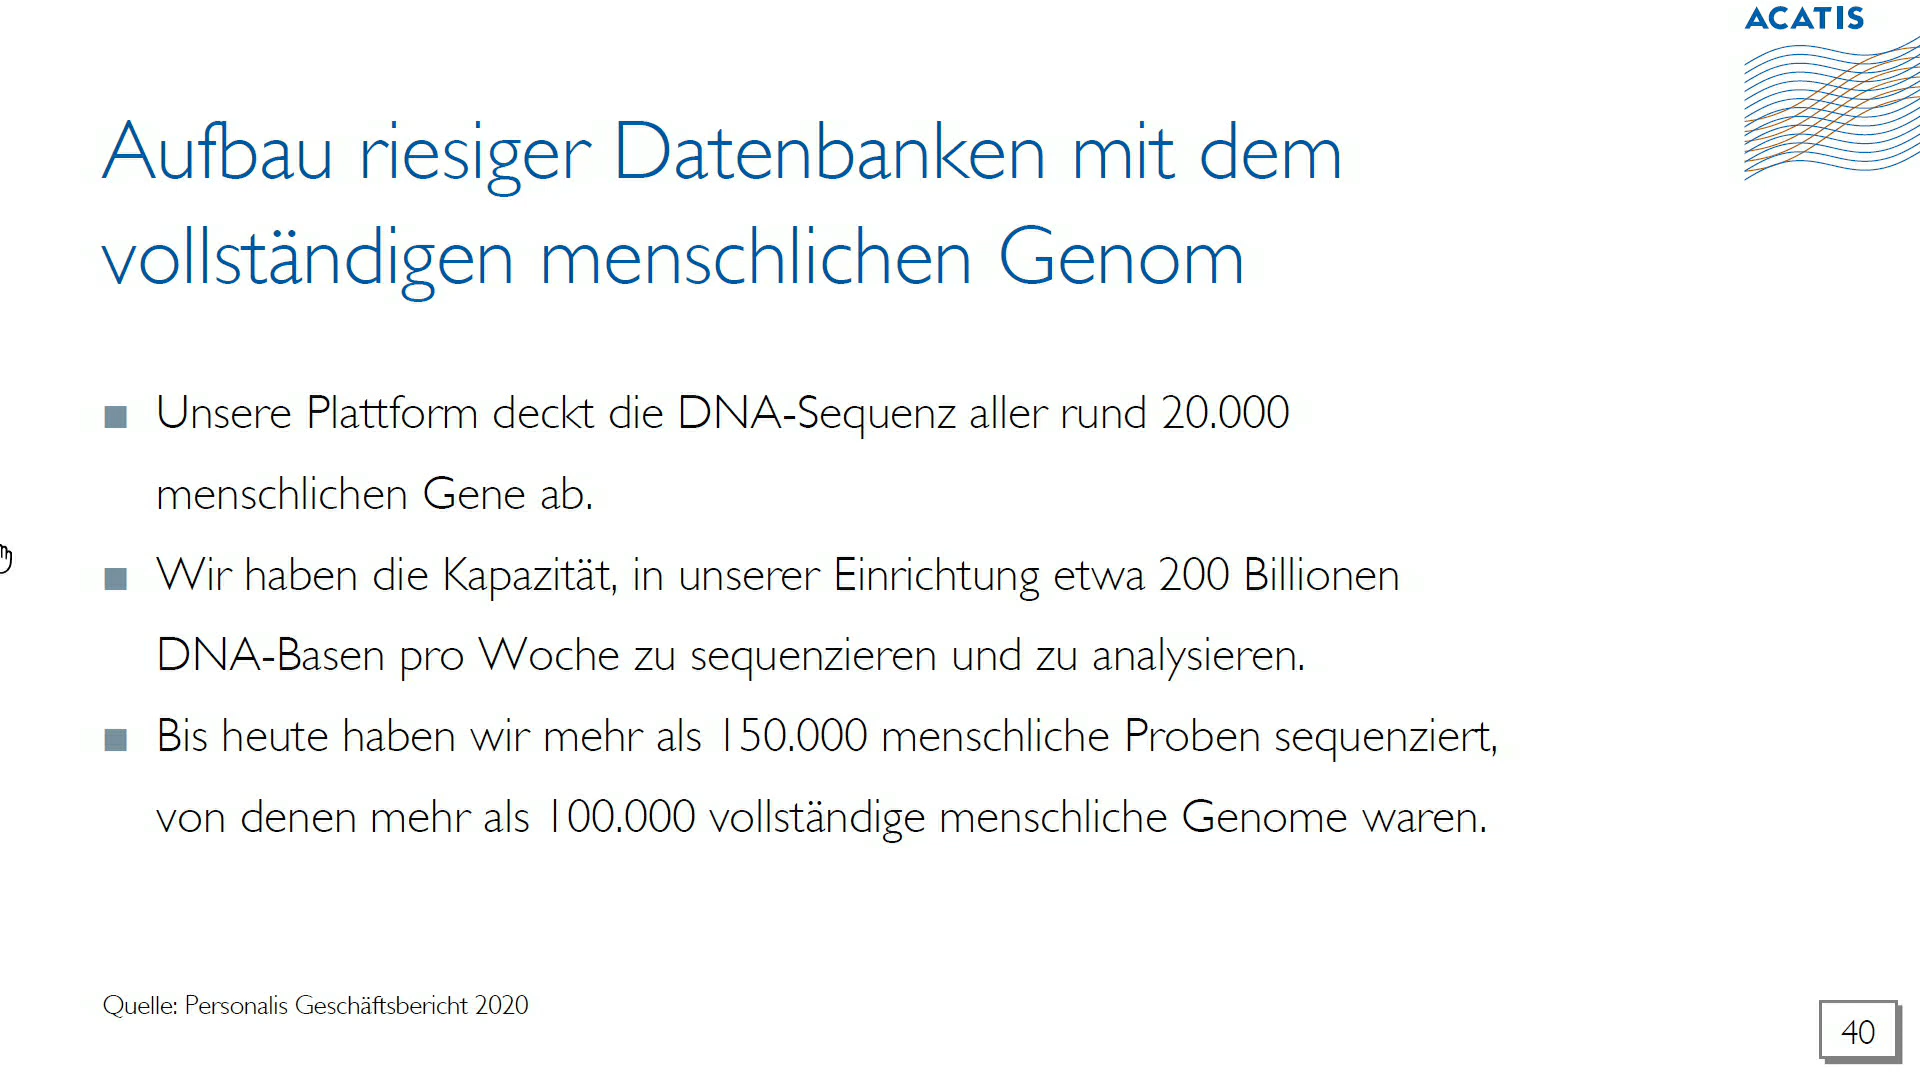 ACATIS
Aufbau riesiger Datenbanken mit dem
vollständigen menschlichen Genom
Unsere Plattform deckt die DNA-Sequenz aller rund 20.000
menschlichen Gene ab.
Wir haben die Kapazität, in unserer Einrichtung etwa 200 Billionen
DNA-Basen pro Woche zu sequenzieren und zu analysieren.
Bis heute haben wir mehr als 150.000 menschliche Proben sequenziert,
von denen mehr als 100.000 vollständige menschliche Genome waren.
Quelle: Personalis Geschäftsbericht 2020
40